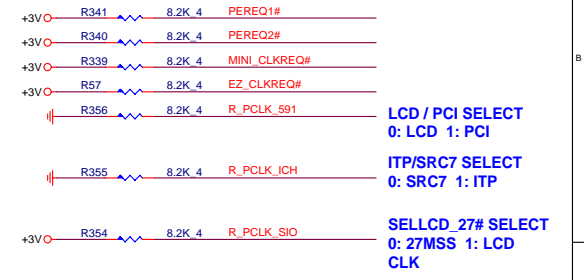 +3V R341 8.2K_4 PEREQ1#
+3V R340 8.2K_4 PEREQ2#
+3V R339 8.2K_4 MINI_CLKREQ#
+3V R57 8.2K_4 EZ_CLKREQ#
B
R356 8.2K_4 R_PCLK_591
LCD / PCI SELECT
0: LCD 1: PCI
R355 8.2K_4 R_PCLK_ICH
ITP/SRC7 SELECT
0: SRC7 1: ITP
+3V R354 8.2K_4 R_PCLK_SIO
SELLCD_27# SELECT
0: 27MSS 1: LCD
CLK